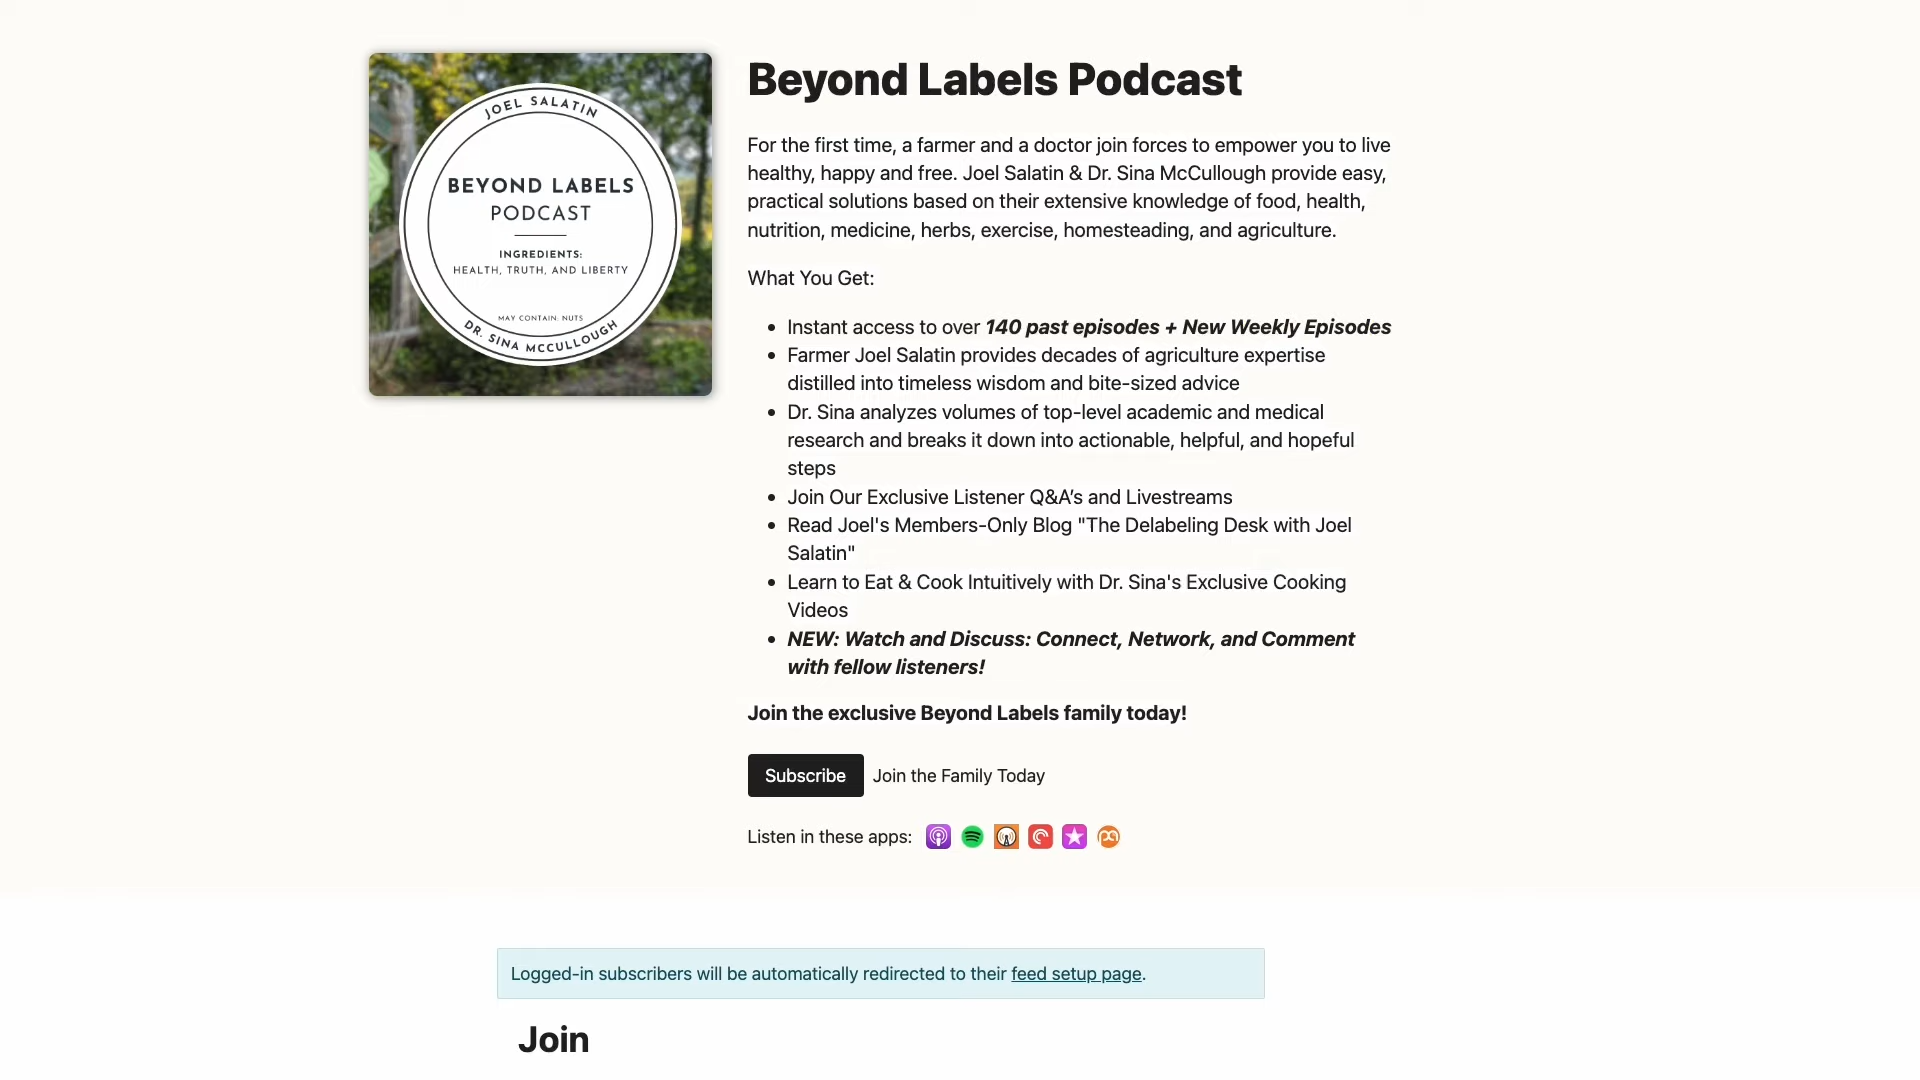 JOEL SALATIN
BEYOND LABELS
PODCAST
INGREDIENTS:
HEALTH, TRUTH, AND LIBERTY
MAY CONTAIN: NUTS
DR. SINA MCCULLOUGH
Beyond Labels Podcast
For the first time, a farmer and a doctor join forces to empower you to live
healthy, happy and free. Joel Salatin & Dr. Sina McCullough provide easy,
practical solutions based on their extensive knowledge of food, health,
nutrition, medicine, herbs, exercise, homesteading, and agriculture.
What You Get:
Instant access to over 140 past episodes + New Weekly Episodes
Farmer Joel Salatin provides decades of agriculture expertise
distilled into timeless wisdom and bite-sized advice
Dr. Sina analyzes volumes of top-level academic and medical
research and breaks it down into actionable, helpful, and hopeful
steps
Join Our Exclusive Listener Q&A’s and Livestreams
Read Joel's Members-Only Blog "The Delabeling Desk with Joel
Salatin"
Learn to Eat & Cook Intuitively with Dr. Sina's Exclusive Cooking
Videos
NEW: Watch and Discuss: Connect, Network, and Comment
with fellow listeners!
Join the exclusive Beyond Labels family today!
Subscribe Join the Family Today
Listen in these apps:
Logged-in subscribers will be automatically redirected to their feed setup page.
Join